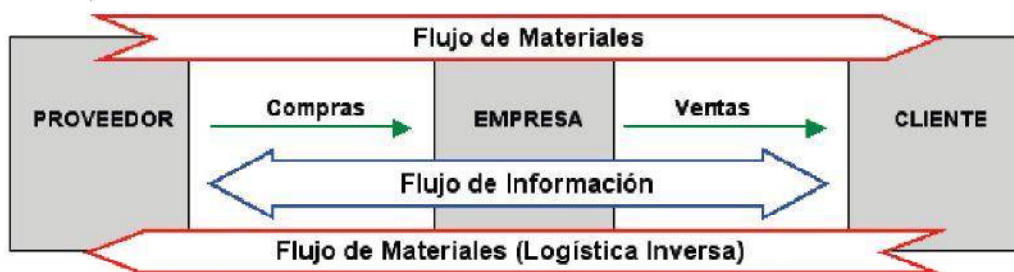 Flujo de Materiales
Compras
Ventas
PROVEEDOR
EMPRESA
CLIENTE
Flujo de Información
Flujo de Materiales (Logística Inversa)